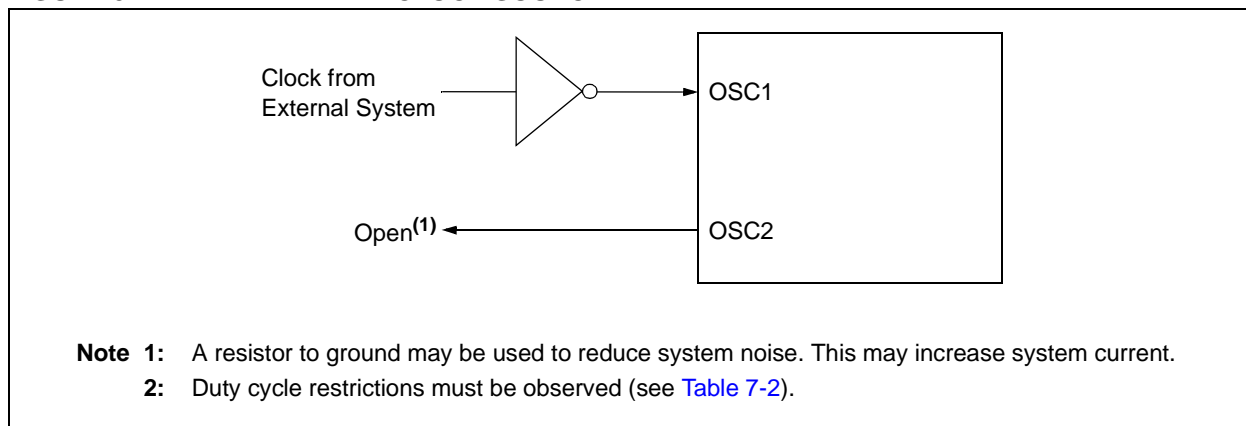 Clock from
External System
OSC1
Open(1)
OSC2
Note 1: A resistor to ground may be used to reduce system noise. This may increase system current.
2: Duty cycle restrictions must be observed (see Table 7-2).